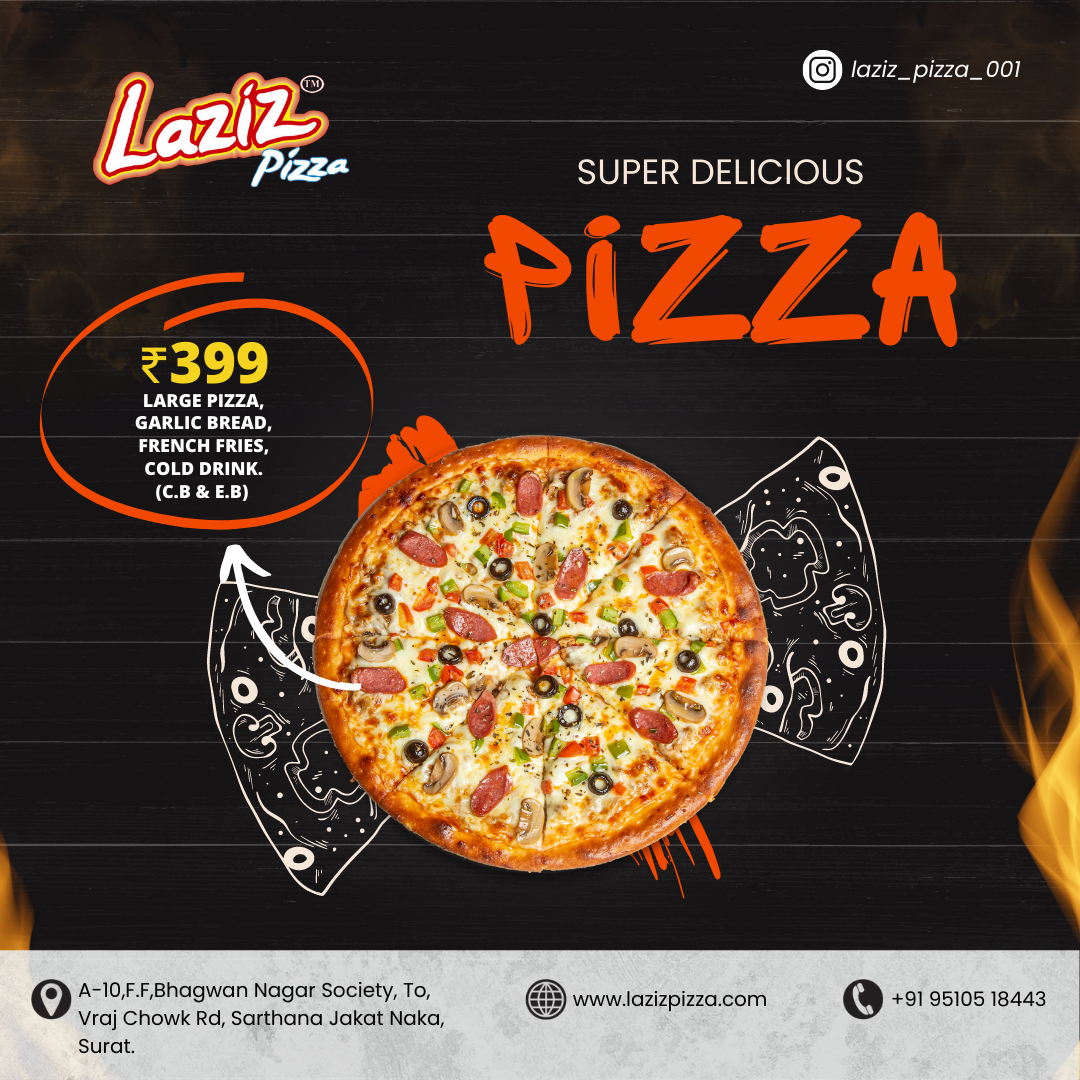 Laziz TM
Pizza
laziz_pizza_001
SUPER DELICIOUS
PiZZA
₹399
LARGE PIZZA,
GARLIC BREAD,
FRENCH FRIES,
COLD DRINK.
(C.B & E.B)
A-10,F.F,Bhagwan Nagar Society, To,
Vraj Chowk Rd, Sarthana Jakat Naka,
Surat.
www.lazizpizza.com
+91 95105 18443